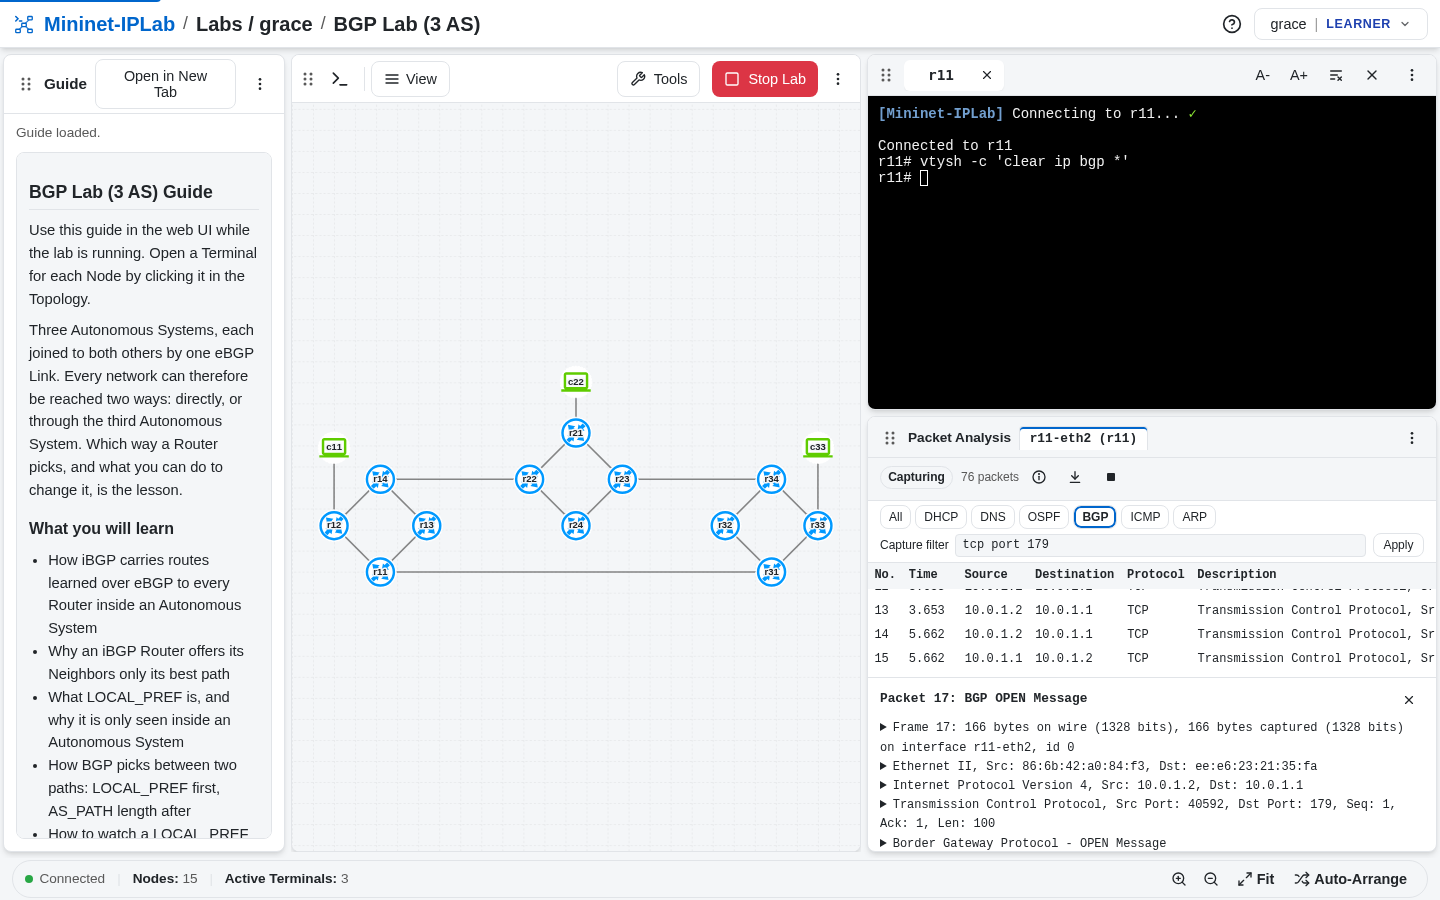 Mininet-IPLab / Labs / grace / BGP Lab (3 AS)
grace | LEARNER
Guide
Open in New Tab
Guide loaded.
BGP Lab (3 AS) Guide
Use this guide in the web UI while
the lab is running. Open a Terminal
for each Node by clicking it in the
Topology.
Three Autonomous Systems, each
joined to both others by one eBGP
Link. Every network can therefore
be reached two ways: directly, or
through the third Autonomous
System. Which way a Router
picks, and what you can do to
change it, is the lesson.
What you will learn
• How iBGP carries routes
learned over eBGP to every
Router inside an Autonomous
System
• Why an iBGP Router offers its
Neighbors only its best path
• What LOCAL_PREF is, and
why it is only seen inside an
Autonomous System
• How BGP picks between two
paths: LOCAL_PREF first,
AS_PATH length after
• How to watch a LOCAL_PREF
View
Tools
Stop Lab
c22
r21
c11
c33
r14
r22
r23
r34
r12
r13
r24
r32
r33
r11
r31
r11
A-
A+
[Mininet-IPLab] Connecting to r11... ✓
Connected to r11
r11# vtysh -c 'clear ip bgp *'
r11#
Packet Analysis
r11-eth2 (r11)
Capturing
76 packets
All
DHCP
DNS
OSPF
BGP
ICMP
ARP
Capture filter
tcp port 179
Apply
No. Time Source Destination Protocol Description
13 3.653 10.0.1.2 10.0.1.1 TCP Transmission Control Protocol, Sr
14 5.662 10.0.1.2 10.0.1.1 TCP Transmission Control Protocol, Sr
15 5.662 10.0.1.1 10.0.1.2 TCP Transmission Control Protocol, Sr
Packet 17: BGP OPEN Message
Frame 17: 166 bytes on wire (1328 bits), 166 bytes captured (1328 bits)
on interface r11-eth2, id 0
Ethernet II, Src: 86:6b:42:a0:84:f3, Dst: ee:e6:23:21:35:fa
Internet Protocol Version 4, Src: 10.0.1.2, Dst: 10.0.1.1
Transmission Control Protocol, Src Port: 40592, Dst Port: 179, Seq: 1,
Ack: 1, Len: 100
Border Gateway Protocol - OPEN Message
Connected
Nodes: 15
Active Terminals: 3
Fit
Auto-Arrange